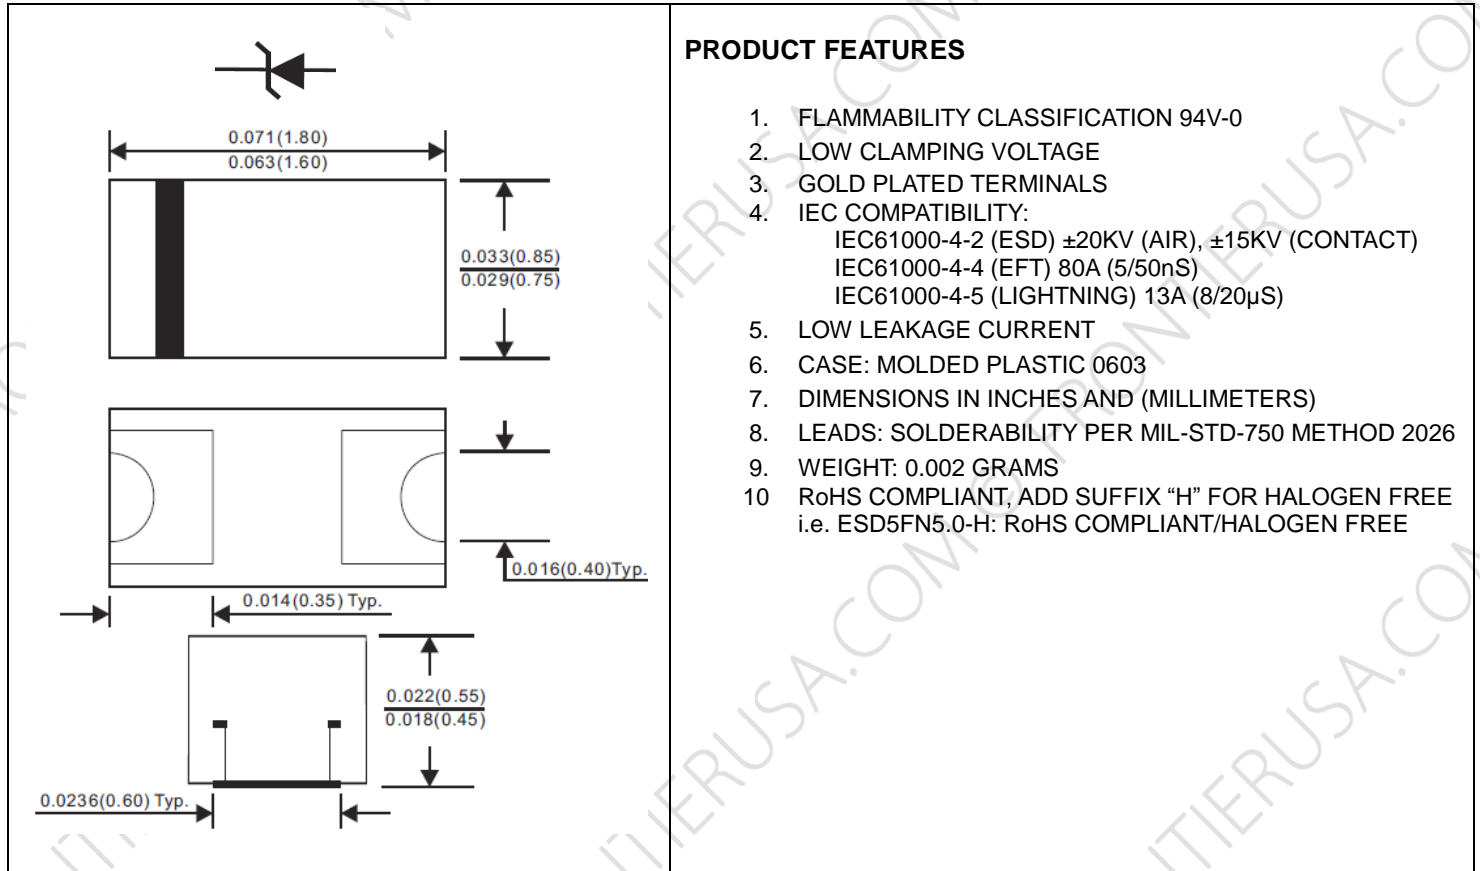 0.071(1.80)
0.063(1.60)
0.033(0.85)
0.029(0.75)
0.016(0.40)Typ.
0.014(0.35) Typ.
0.022(0.55)
0.018(0.45)
0.0236(0.60) Typ.
PRODUCT FEATURES
1. FLAMMABILITY CLASSIFICATION 94V-0
2. LOW CLAMPING VOLTAGE
3. GOLD PLATED TERMINALS
4. IEC COMPATIBILITY:
IEC61000-4-2 (ESD) ±20KV (AIR), ±15KV (CONTACT)
IEC61000-4-4 (EFT) 80A (5/50nS)
IEC61000-4-5 (LIGHTNING) 13A (8/20µS)
5. LOW LEAKAGE CURRENT
6. CASE: MOLDED PLASTIC 0603
7. DIMENSIONS IN INCHES AND (MILLIMETERS)
8. LEADS: SOLDERABILITY PER MIL-STD-750 METHOD 2026
9. WEIGHT: 0.002 GRAMS
10 RoHS COMPLIANT, ADD SUFFIX “H” FOR HALOGEN FREE
i.e. ESD5FN5.0-H: RoHS COMPLIANT/HALOGEN FREE
COM © FRONTIERUSA.COM